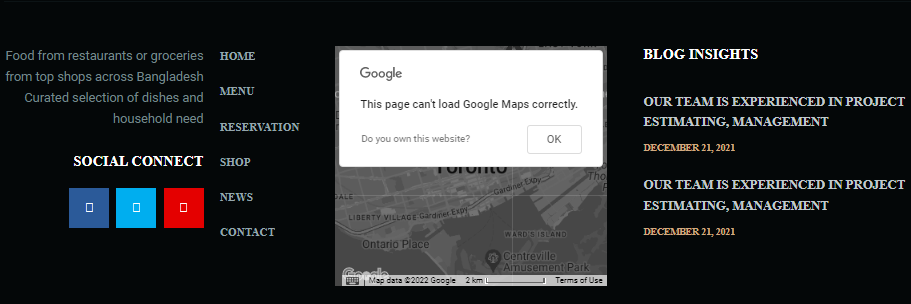 Food from restaurants or groceries
from top shops across Bangladesh
Curated selection of dishes and
household need
SOCIAL CONNECT
HOME
MENU
RESERVATION
SHOP
NEWS
CONTACT
Google
This page can't load Google Maps correctly.
Do you own this website?
OK
Toronto
Gardiner Expy
LIBERTY VILLAGE
Gardiner Expy
WARD'S ISLAND
Ontario Place
Centreville
Amusement Park
Google
Map data ©2022 Google
2 km
Terms of Use
BLOG INSIGHTS
OUR TEAM IS EXPERIENCED IN PROJECT
ESTIMATING, MANAGEMENT
DECEMBER 21, 2021
OUR TEAM IS EXPERIENCED IN PROJECT
ESTIMATING, MANAGEMENT
DECEMBER 21, 2021